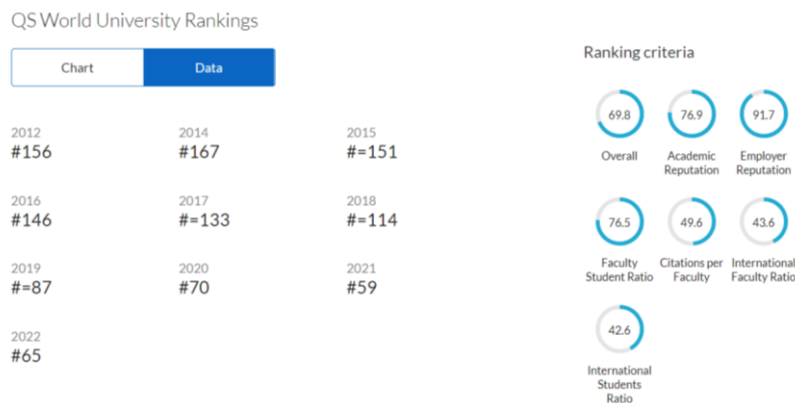 QS World University Rankings
Chart
Data
2012
#156
2014
#167
2015
#=151
2016
#146
2017
#=133
2018
#=114
2019
#=87
2020
#70
2021
#59
2022
#65
Ranking criteria
69.8
Overall
76.9
Academic
Reputation
91.7
Employer
Reputation
76.5
Faculty
Student Ratio
49.6
Citations per
Faculty
43.6
International
Faculty Ratio
42.6
International
Students
Ratio